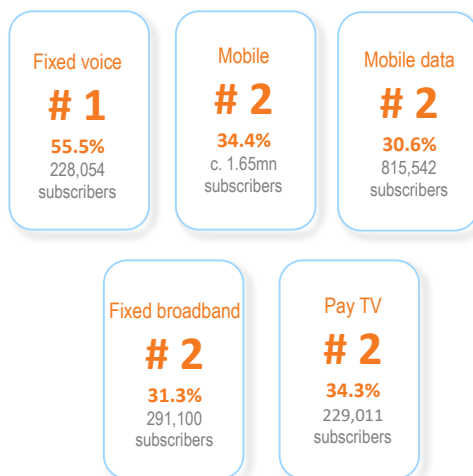 Fixed voice
# 1
55.5%
228,054
subscribers
Mobile
# 2
34.4%
c. 1.65mn
subscribers
Mobile data
# 2
30.6%
815,542
subscribers
Fixed broadband
# 2
31.3%
291,100
subscribers
Pay TV
# 2
34.3%
229,011
subscribers